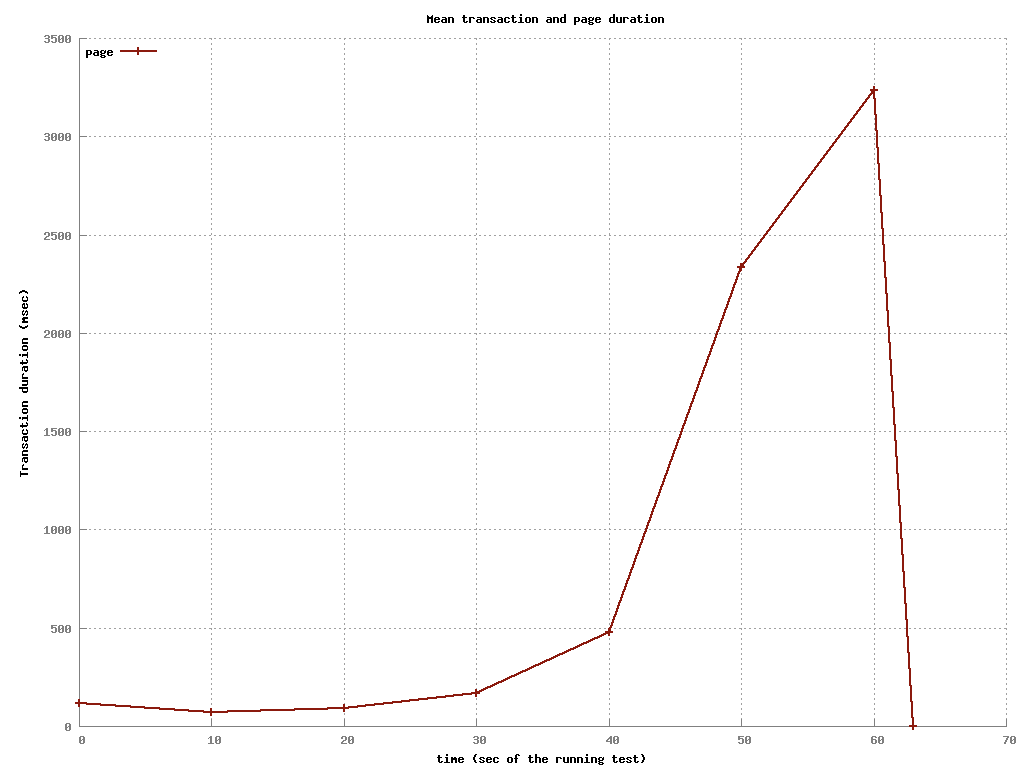 Mean transaction and page duration
page
3500
3000
2500
2000
1500
1000
500
0
Transaction duration (msec)
0 10 20 30 40 50 60 70
time (sec of the running test)